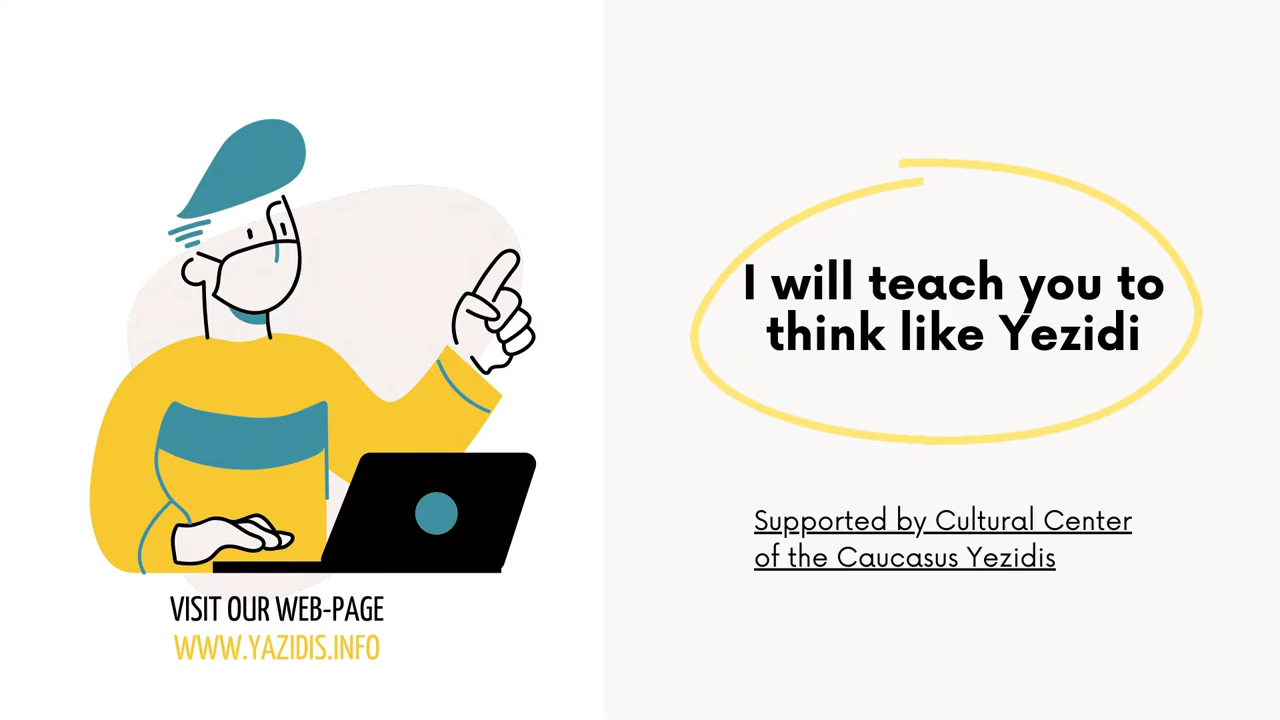 I will teach you to
think like Yezidi
Supported by Cultural Center
of the Caucasus Yezidis
VISIT OUR WEB-PAGE
WWW.YAZIDIS.INFO